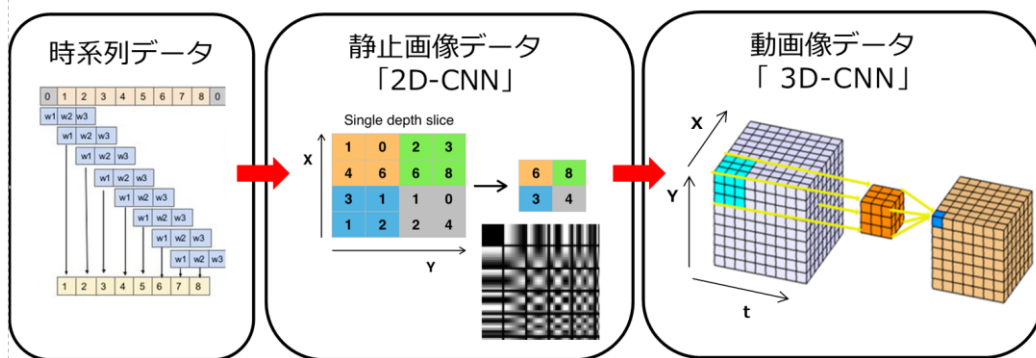 時系列データ
0 1 2 3 4 5 6 7 8 0
w1 w2 w3
w1 w2 w3
w1 w2 w3
w1 w2 w3
w1 w2 w3
w1 w2 w3
w1 w2 w3
w1 w2 w3
1 2 3 4 5 6 7 8
静止画像データ
「2D-CNN」
Single depth slice
X
1 0 2 3
4 6 6 8
3 1 1 0
1 2 2 4
Y
6 8
3 4
動画像データ
「 3D-CNN」
X
Y
t